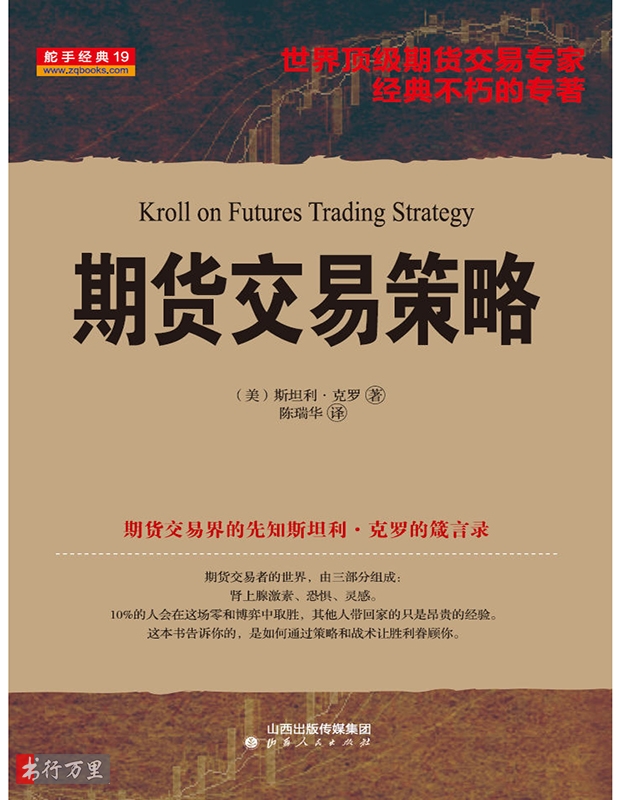 舵手经典 19
www.zqbooks.com
世界顶级期货交易专家
经典不朽的专著
Kroll on Futures Trading Strategy
期货交易策略
（美）斯坦利·克罗 著
陈瑞华 译
期货交易界的先知斯坦利·克罗的箴言录
期货交易者的世界，由三部分组成：
肾上腺激素、恐惧、灵感。
10%的人会在这场零和博弈中取胜，其他人带回家的只是昂贵的经验。
这本书告诉你的，是如何通过策略和战术让胜利眷顾你。
山西出版传媒集团
山西人民出版社
书行万里